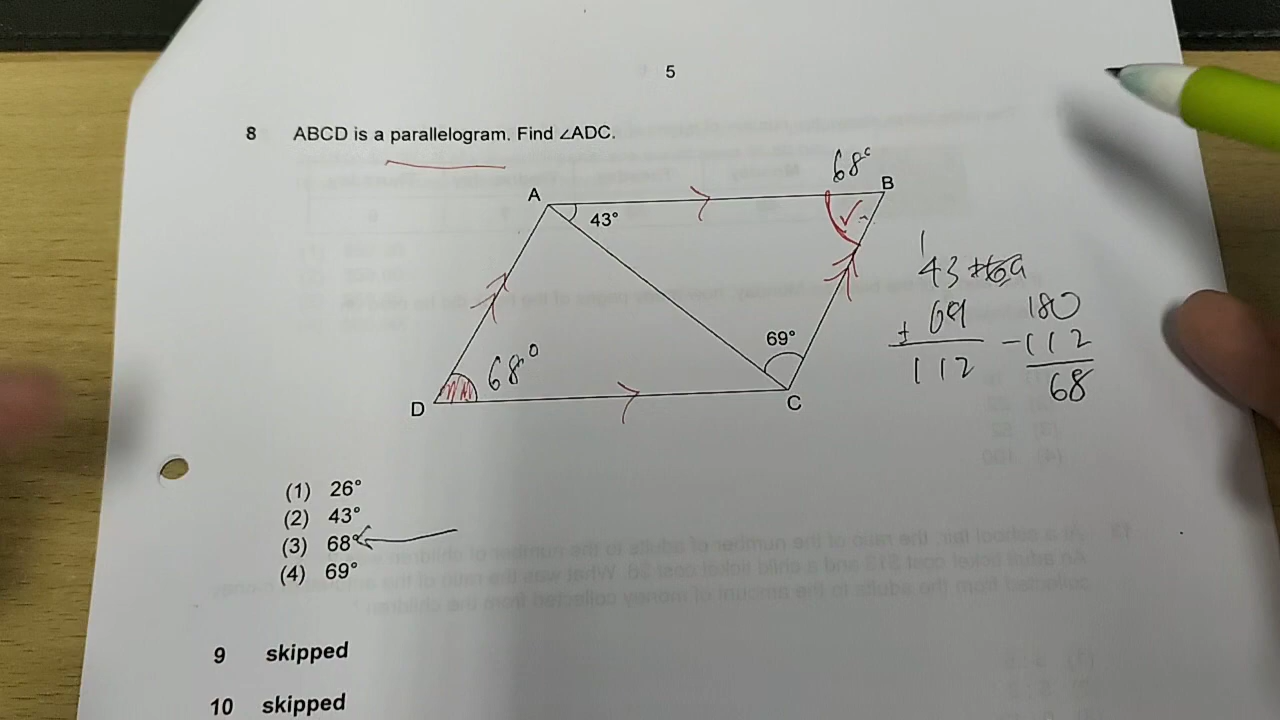 5
8 ABCD is a parallelogram. Find ∠ADC.
68°
A
B
43°
43
+ 69
112
180
- 112
68
69°
68°
D
C
(1) 26°
(2) 43°
(3) 68°
(4) 69°
9 skipped
10 skipped